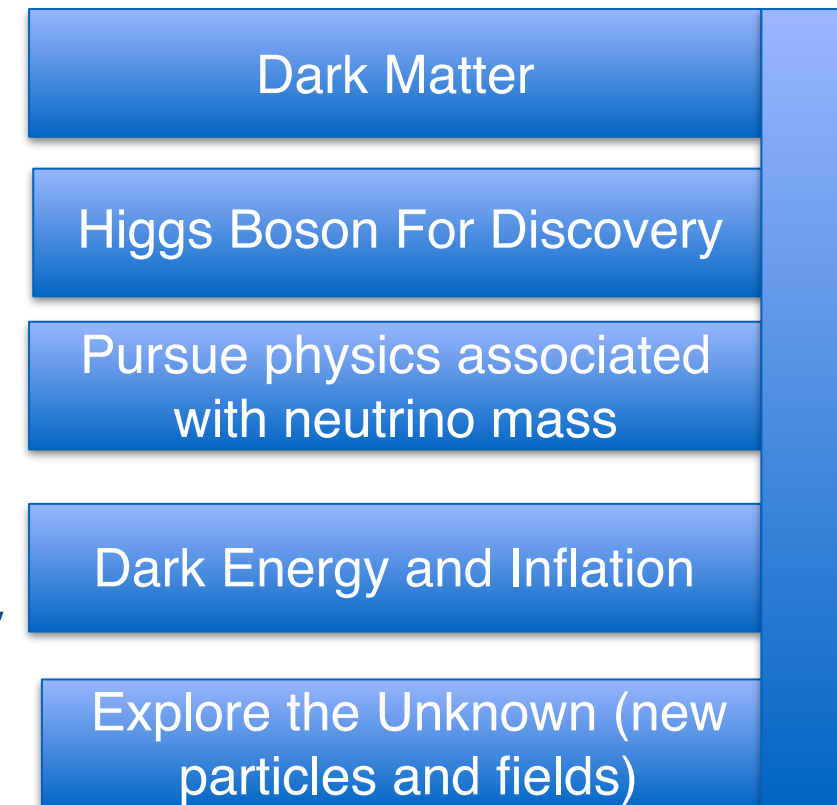 Dark Matter
Higgs Boson For Discovery
Pursue physics associated
with neutrino mass
Dark Energy and Inflation
Explore the Unknown (new
particles and fields)